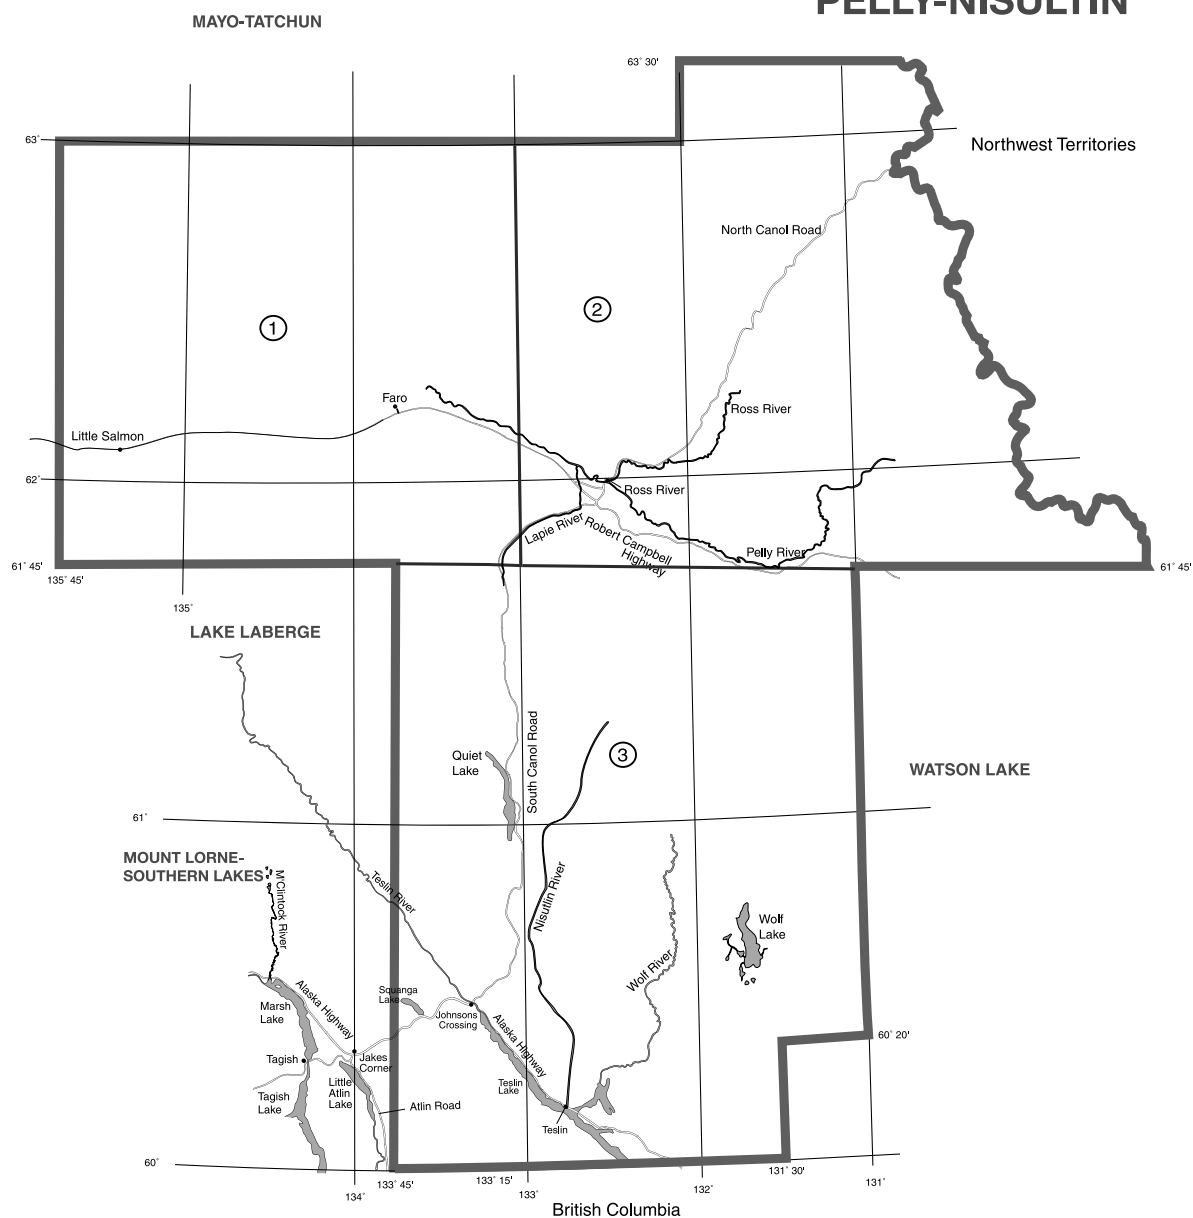 PELLY-NISULTIN
MAYO-TATCHUN
63° 30'
63°
Northwest Territories
North Canol Road
1
2
Faro
Ross River
Little Salmon
62°
Ross River
Lapie River
Robert Campbell
Highway
Pelly River
61° 45'
61° 45'
135° 45'
135°
LAKE LABERGE
South Canol Road
Quiet
Lake
3
WATSON LAKE
61°
MOUNT LORNE-
SOUTHERN LAKES
M'Clintock River
Teslin River
Nisutlin River
Wolf
Lake
Wolf River
Squanga
Lake
Alaska Highway
Marsh
Lake
Johnsons
Crossing
Alaska Highway
60° 20'
Tagish
Jakes
Corner
Little
Atlin
Lake
Teslin
Lake
Tagish
Lake
Atlin Road
Teslin
60°
134°
133° 45'
133° 15'
133°
132°
131° 30'
131°
British Columbia